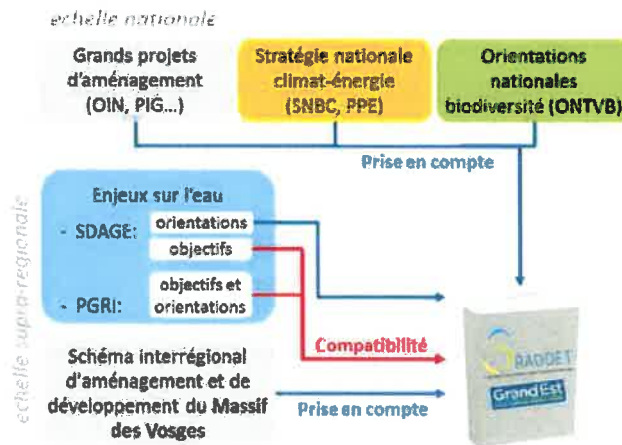 echelle nationale
Grands projets
d'aménagement
(OIN, PIG...)
Stratégie nationale
climat-énergie
(SNBC, PPE)
Orientations
nationales
biodiversité (ONTVB)
Prise en compte
echelle supra-regionale
Enjeux sur l'eau
- SDAGE:
orientations
objectifs
- PGRI:
objectifs et
orientations
Compatibilité
Schéma interrégional
d'aménagement et de
développement du Massif
des Vosges
Prise en compte
SRADDET
GrandEst